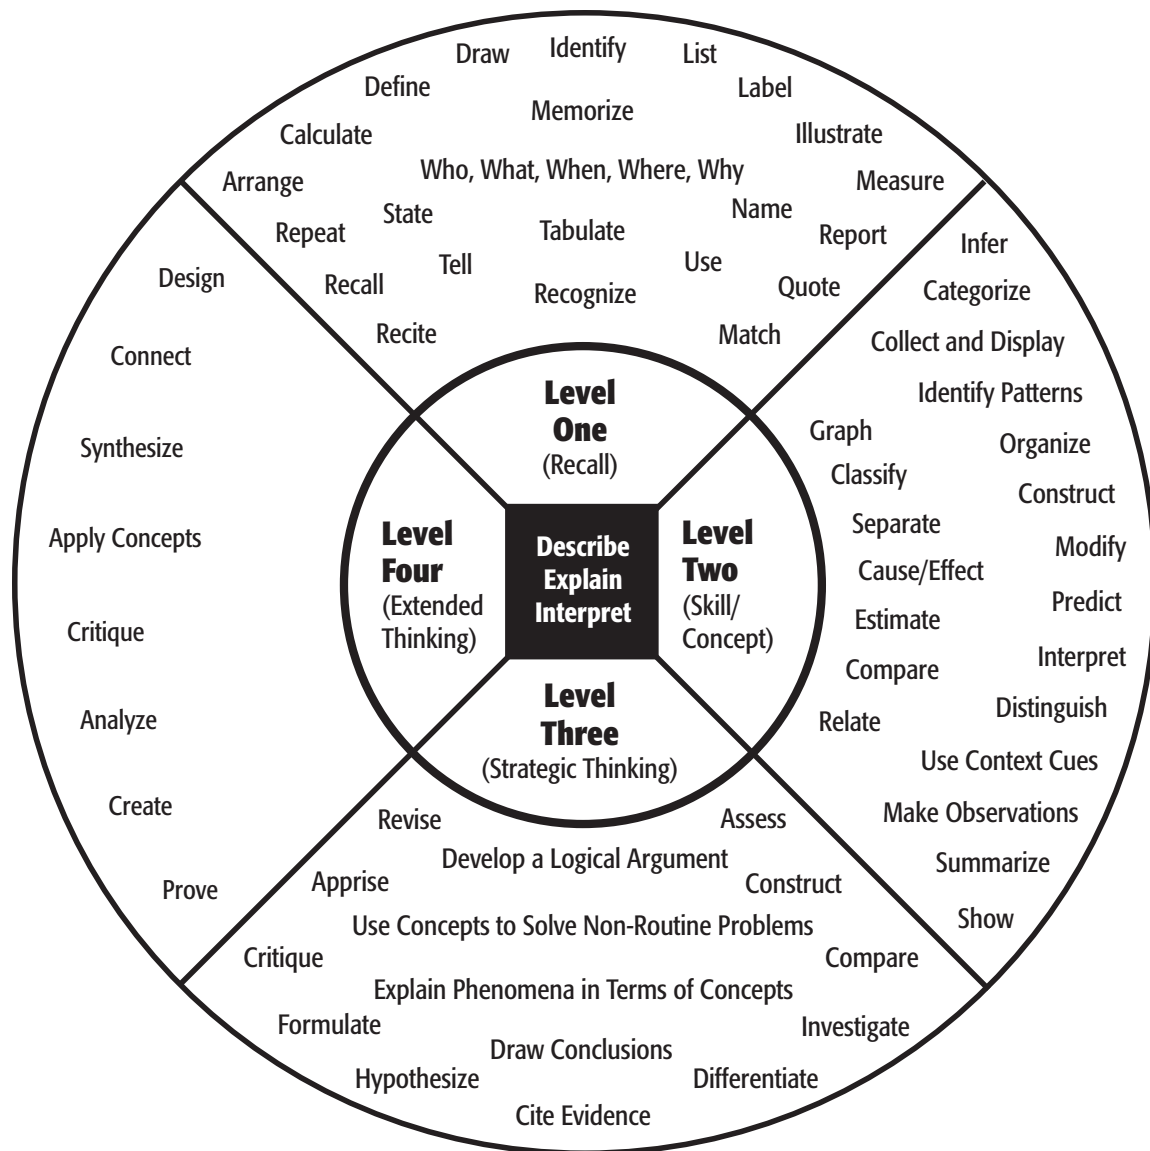 Draw
Identify
List
Define
Label
Memorize
Calculate
Illustrate
Who, What, When, Where, Why
Arrange
Measure
State
Name
Repeat
Tabulate
Report
Tell
Use
Recall
Recognize
Quote
Recite
Match
Level
One
(Recall)
Infer
Categorize
Collect and Display
Identify Patterns
Graph
Organize
Classify
Construct
Separate
Modify
Cause/Effect
Predict
Estimate
Interpret
Compare
Distinguish
Relate
Use Context Cues
Make Observations
Summarize
Show
Level
Two
(Skill/
Concept)
Describe
Explain
Interpret
Level
Three
(Strategic Thinking)
Revise
Assess
Develop a Logical Argument
Apprise
Construct
Use Concepts to Solve Non-Routine Problems
Critique
Compare
Explain Phenomena in Terms of Concepts
Formulate
Investigate
Draw Conclusions
Hypothesize
Differentiate
Cite Evidence
Level
Four
(Extended
Thinking)
Design
Connect
Synthesize
Apply Concepts
Critique
Analyze
Create
Prove